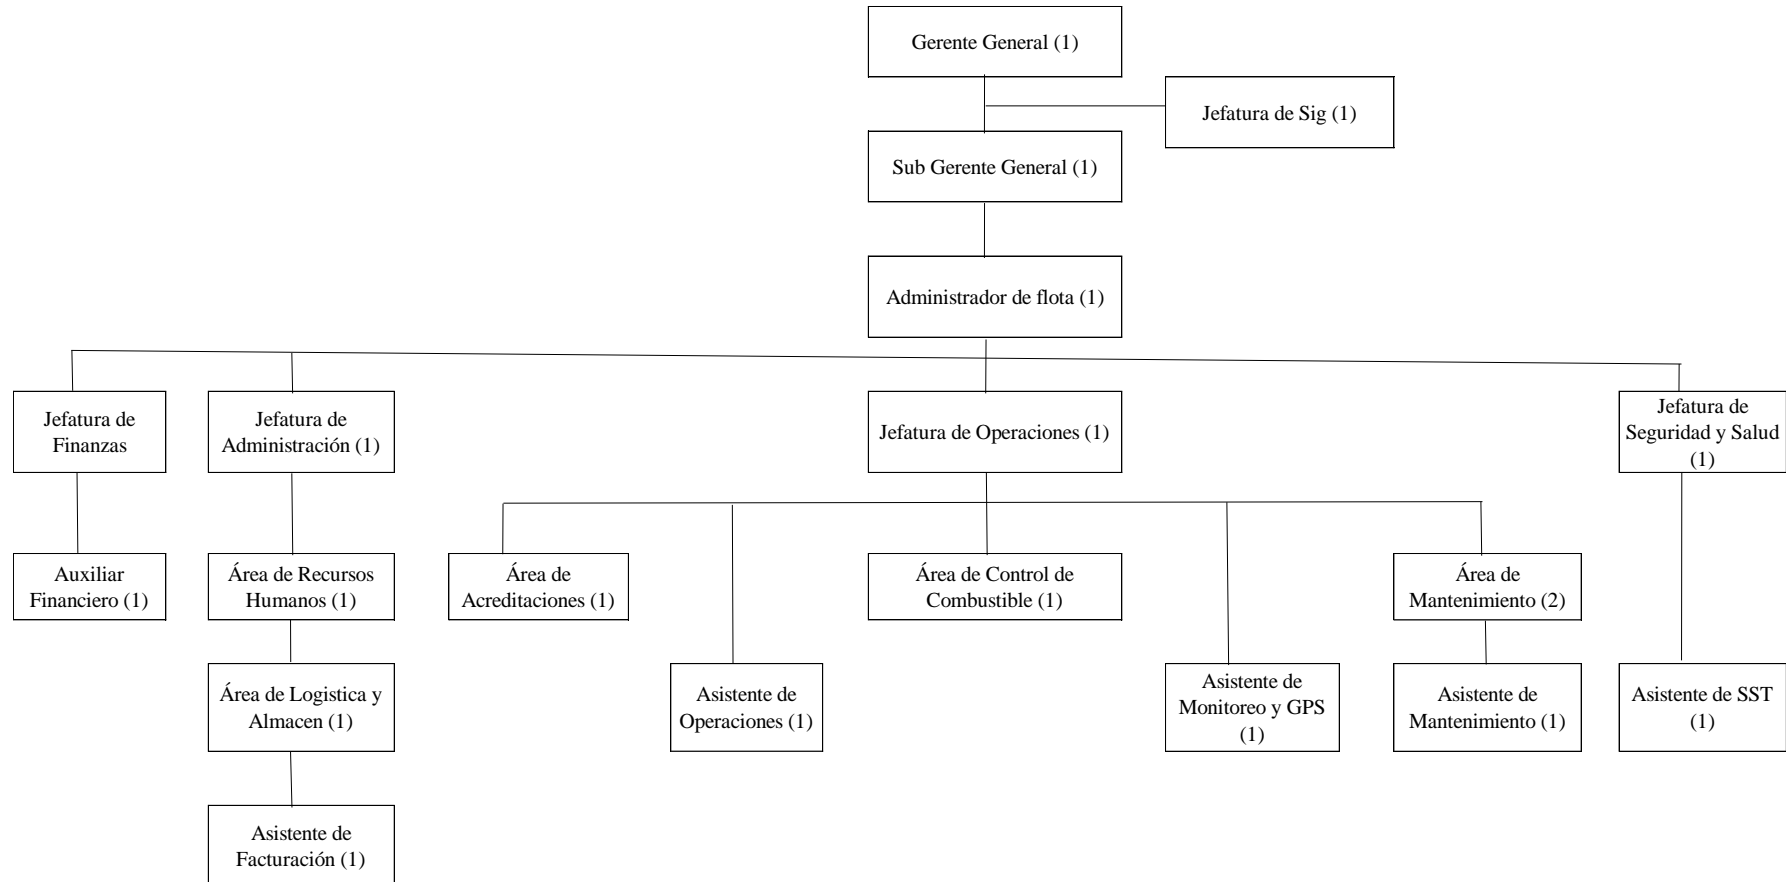 Gerente General (1)
Jefatura de Sig (1)
Sub Gerente General (1)
Administrador de flota (1)
Jefatura de
Finanzas
Jefatura de
Administración (1)
Jefatura de Operaciones (1)
Jefatura de
Seguridad y Salud
(1)
Auxiliar
Financiero (1)
Área de Recursos
Humanos (1)
Área de
Acreditaciones (1)
Área de Control de
Combustible (1)
Área de
Mantenimiento (2)
Área de Logistica y
Almacen (1)
Asistente de
Operaciones (1)
Asistente de
Monitoreo y GPS
(1)
Asistente de
Mantenimiento (1)
Asistente de SST
(1)
Asistente de
Facturación (1)